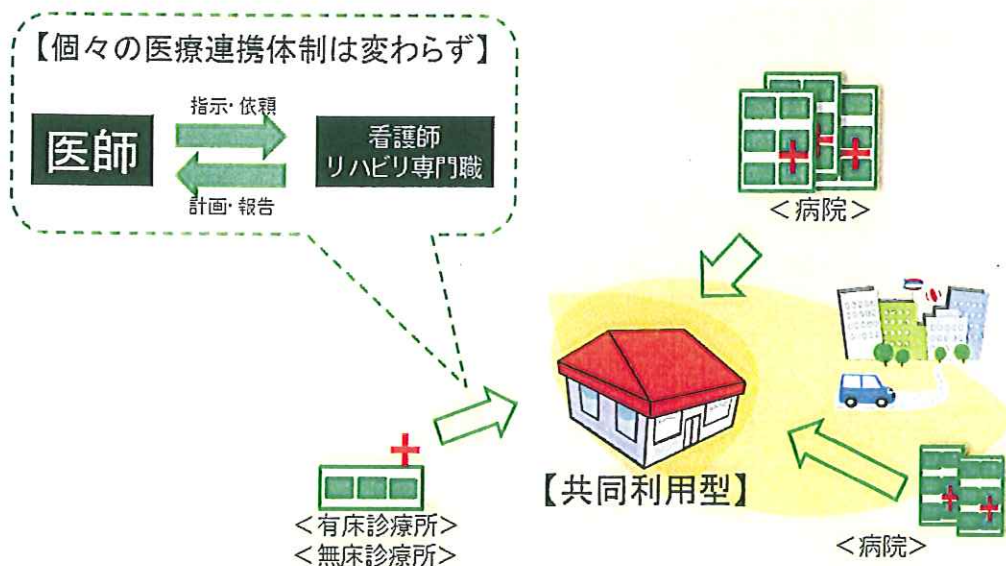 【個々の医療連携体制は変わらず】
指示・依頼
医師
看護師
リハビリ専門職
計画・報告
＜病院＞
【共同利用型】
＜有床診療所＞
＜無床診療所＞
＜病院＞